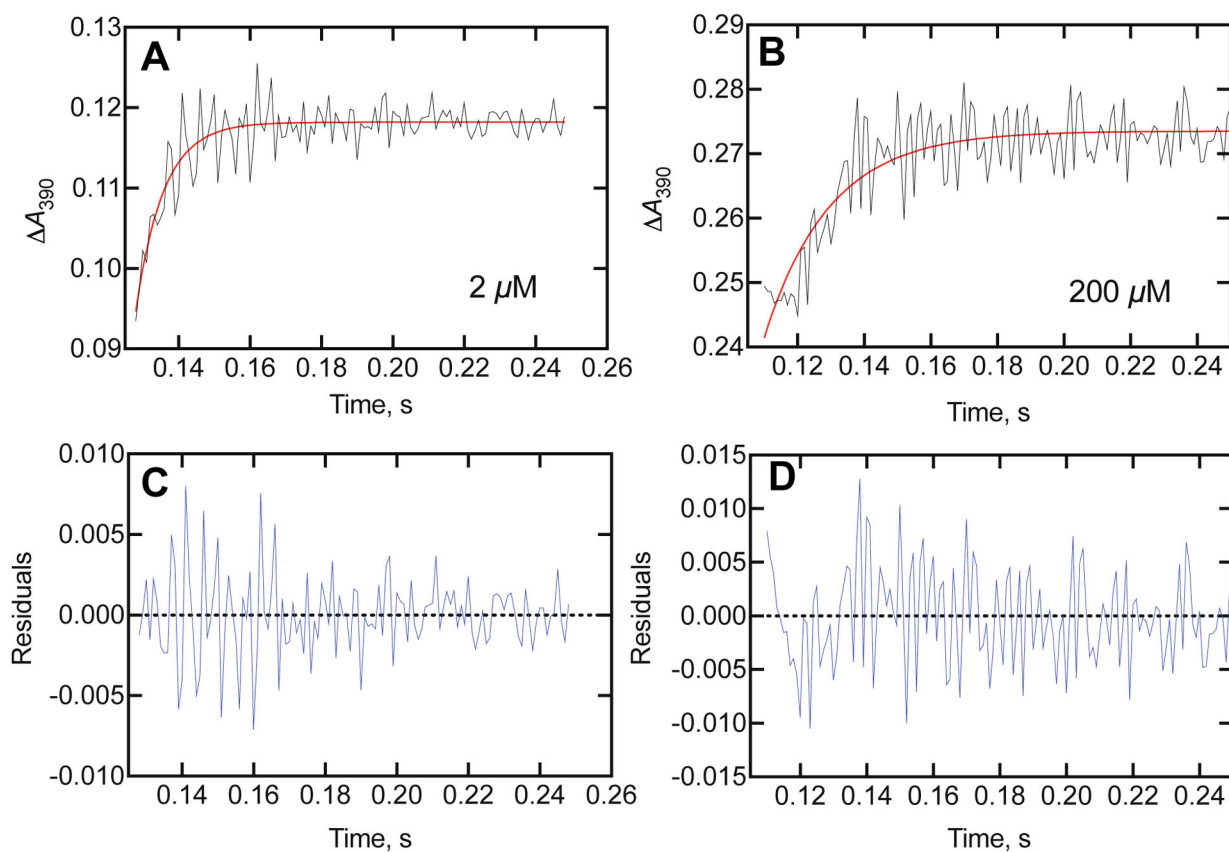 A
0.13
0.12
0.11
0.10
0.09
ΔA390
2 µM
0.14 0.16 0.18 0.20 0.22 0.24 0.26
Time, s
B
0.29
0.28
0.27
0.26
0.25
0.24
ΔA390
200 µM
0.12 0.14 0.16 0.18 0.20 0.22 0.24
Time, s
C
0.010
0.005
0.000
-0.005
-0.010
Residuals
0.14 0.16 0.18 0.20 0.22 0.24 0.26
Time, s
D
0.015
0.010
0.005
0.000
-0.005
-0.010
-0.015
Residuals
0.12 0.14 0.16 0.18 0.20 0.22 0.24
Time, s